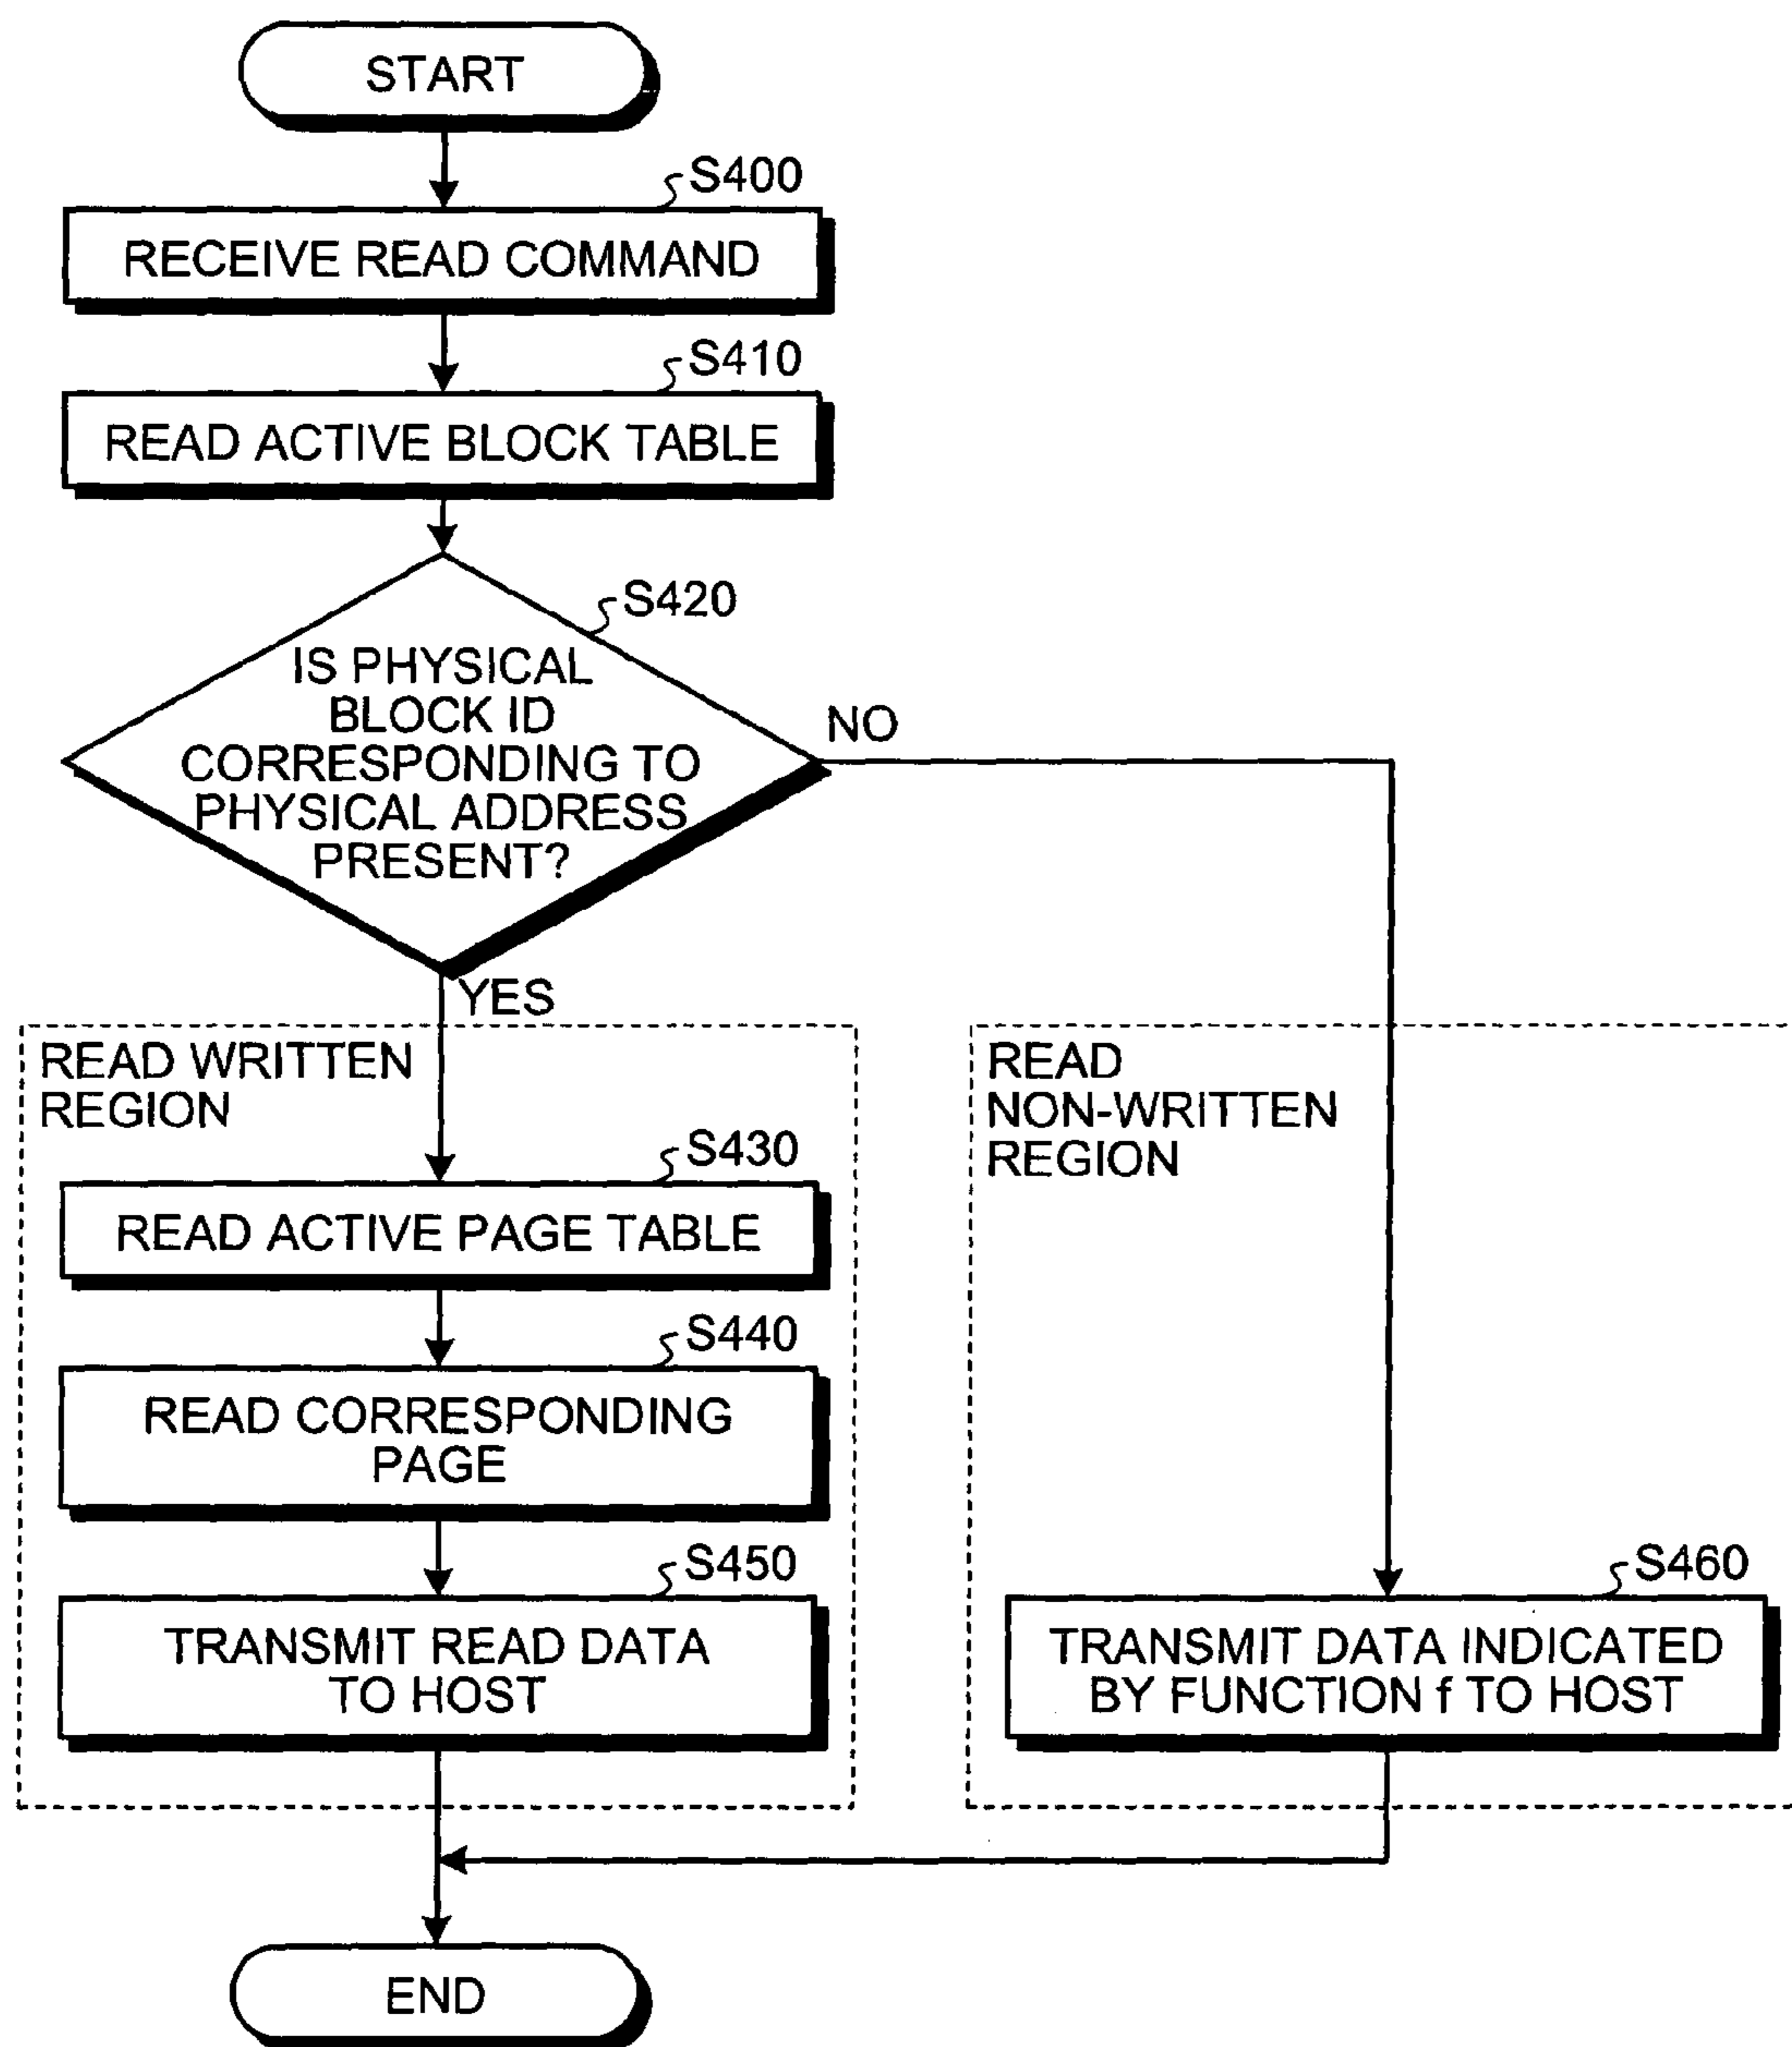 START
S400
RECEIVE READ COMMAND
S410
READ ACTIVE BLOCK TABLE
S420
IS PHYSICAL
BLOCK ID
CORRESPONDING TO
PHYSICAL ADDRESS
PRESENT?
NO
YES
READ WRITTEN
REGION
READ
NON-WRITTEN
REGION
S430
READ ACTIVE PAGE TABLE
S440
READ CORRESPONDING
PAGE
S450
TRANSMIT READ DATA
TO HOST
S460
TRANSMIT DATA INDICATED
BY FUNCTION f TO HOST
END